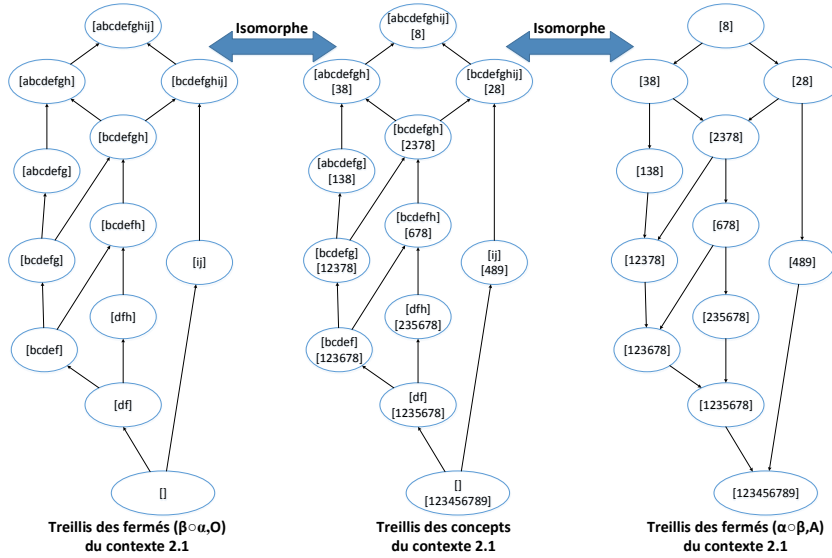 Isomorphe
Isomorphe
[abcdefghij]
[abcdefgh]
[bcdefghij]
[bcdefgh]
[abcdefg]
[bcdefh]
[bcdefg]
[ij]
[dfh]
[bcdef]
[df]
[]
Treillis des fermés (β○α,O)
du contexte 2.1
[abcdefghij]
[8]
[abcdefgh]
[38]
[bcdefghij]
[28]
[bcdefgh]
[2378]
[abcdefg]
[138]
[bcdefh]
[678]
[bcdefg]
[12378]
[ij]
[489]
[dfh]
[235678]
[bcdef]
[123678]
[df]
[1235678]
[]
[123456789]
Treillis des concepts
du contexte 2.1
[8]
[38]
[28]
[2378]
[138]
[678]
[12378]
[489]
[235678]
[123678]
[1235678]
[123456789]
Treillis des fermés (α○β,A)
du contexte 2.1